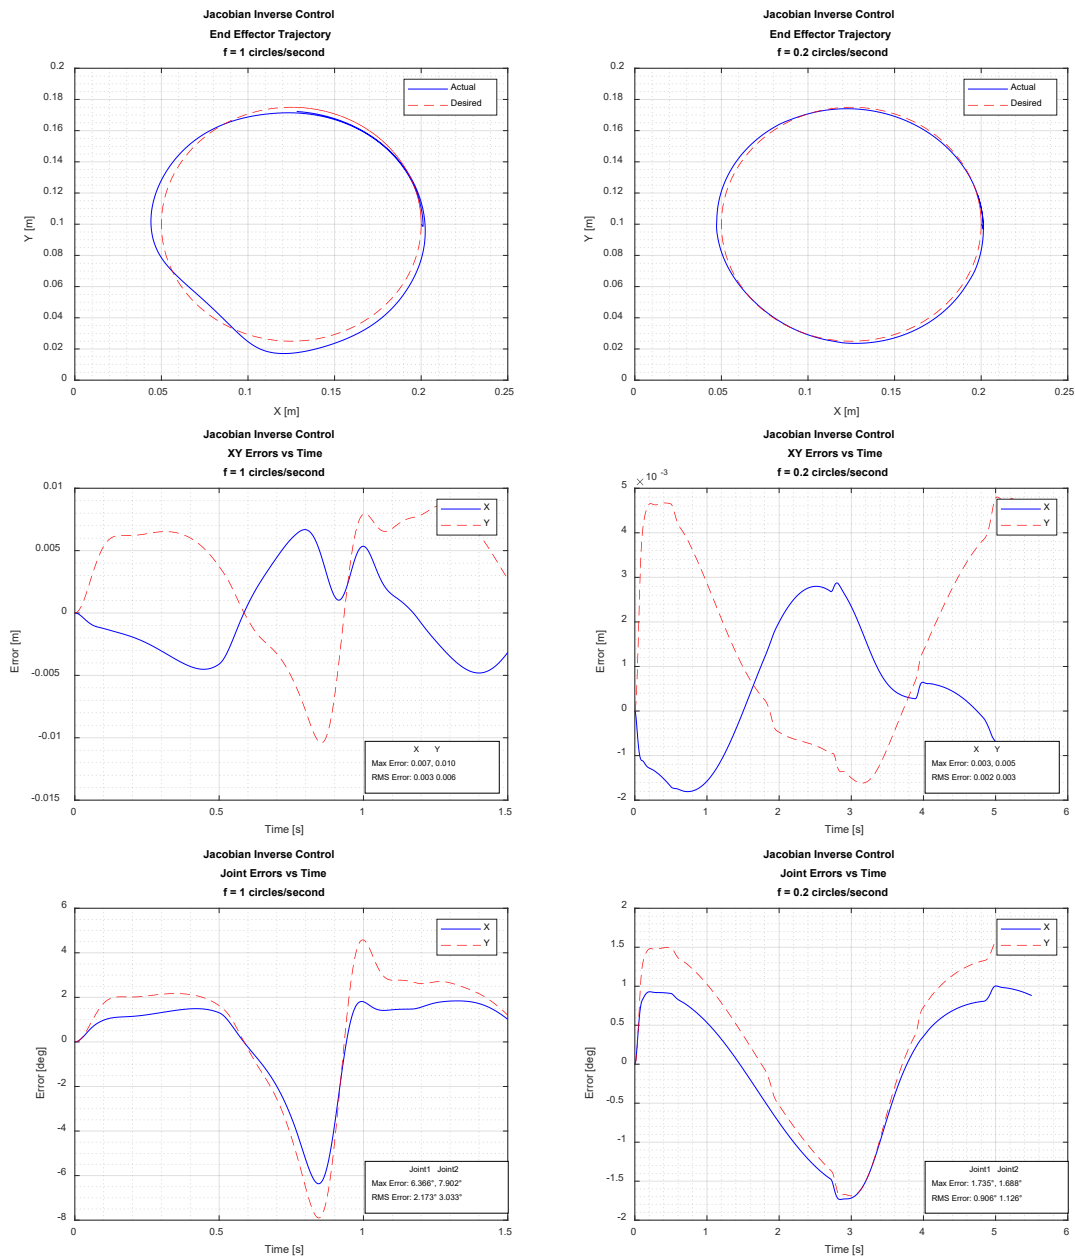 Jacobian Inverse Control
End Effector Trajectory
f = 1 circles/second
0.2
0.18
0.16
0.14
0.12
0.1
0.08
0.06
0.04
0.02
0
Y [m]
Actual
Desired
0 0.05 0.1 0.15 0.2 0.25
X [m]
Jacobian Inverse Control
End Effector Trajectory
f = 0.2 circles/second
0.2
0.18
0.16
0.14
0.12
0.1
0.08
0.06
0.04
0.02
0
Y [m]
Actual
Desired
0 0.05 0.1 0.15 0.2 0.25
X [m]
Jacobian Inverse Control
XY Errors vs Time
f = 1 circles/second
0.01
0.005
0
-0.005
-0.01
-0.015
Error [m]
X
Y
X Y
Max Error: 0.007, 0.010
RMS Error: 0.003 0.006
0 0.5 1 1.5
Time [s]
Jacobian Inverse Control
XY Errors vs Time
f = 0.2 circles/second
× 10 -3
5
4
3
2
1
0
-1
-2
Error [m]
X
Y
X Y
Max Error: 0.003, 0.005
RMS Error: 0.002 0.003
0 1 2 3 4 5 6
Time [s]
Jacobian Inverse Control
Joint Errors vs Time
f = 1 circles/second
6
4
2
0
-2
-4
-6
-8
Error [deg]
X
Y
Joint1 Joint2
Max Error: 6.366°, 7.902°
RMS Error: 2.173° 3.033°
0 0.5 1 1.5
Time [s]
Jacobian Inverse Control
Joint Errors vs Time
f = 0.2 circles/second
2
1.5
1
0.5
0
-0.5
-1
-1.5
-2
Error [deg]
X
Y
Joint1 Joint2
Max Error: 1.735°, 1.688°
RMS Error: 0.906° 1.126°
0 1 2 3 4 5 6
Time [s]